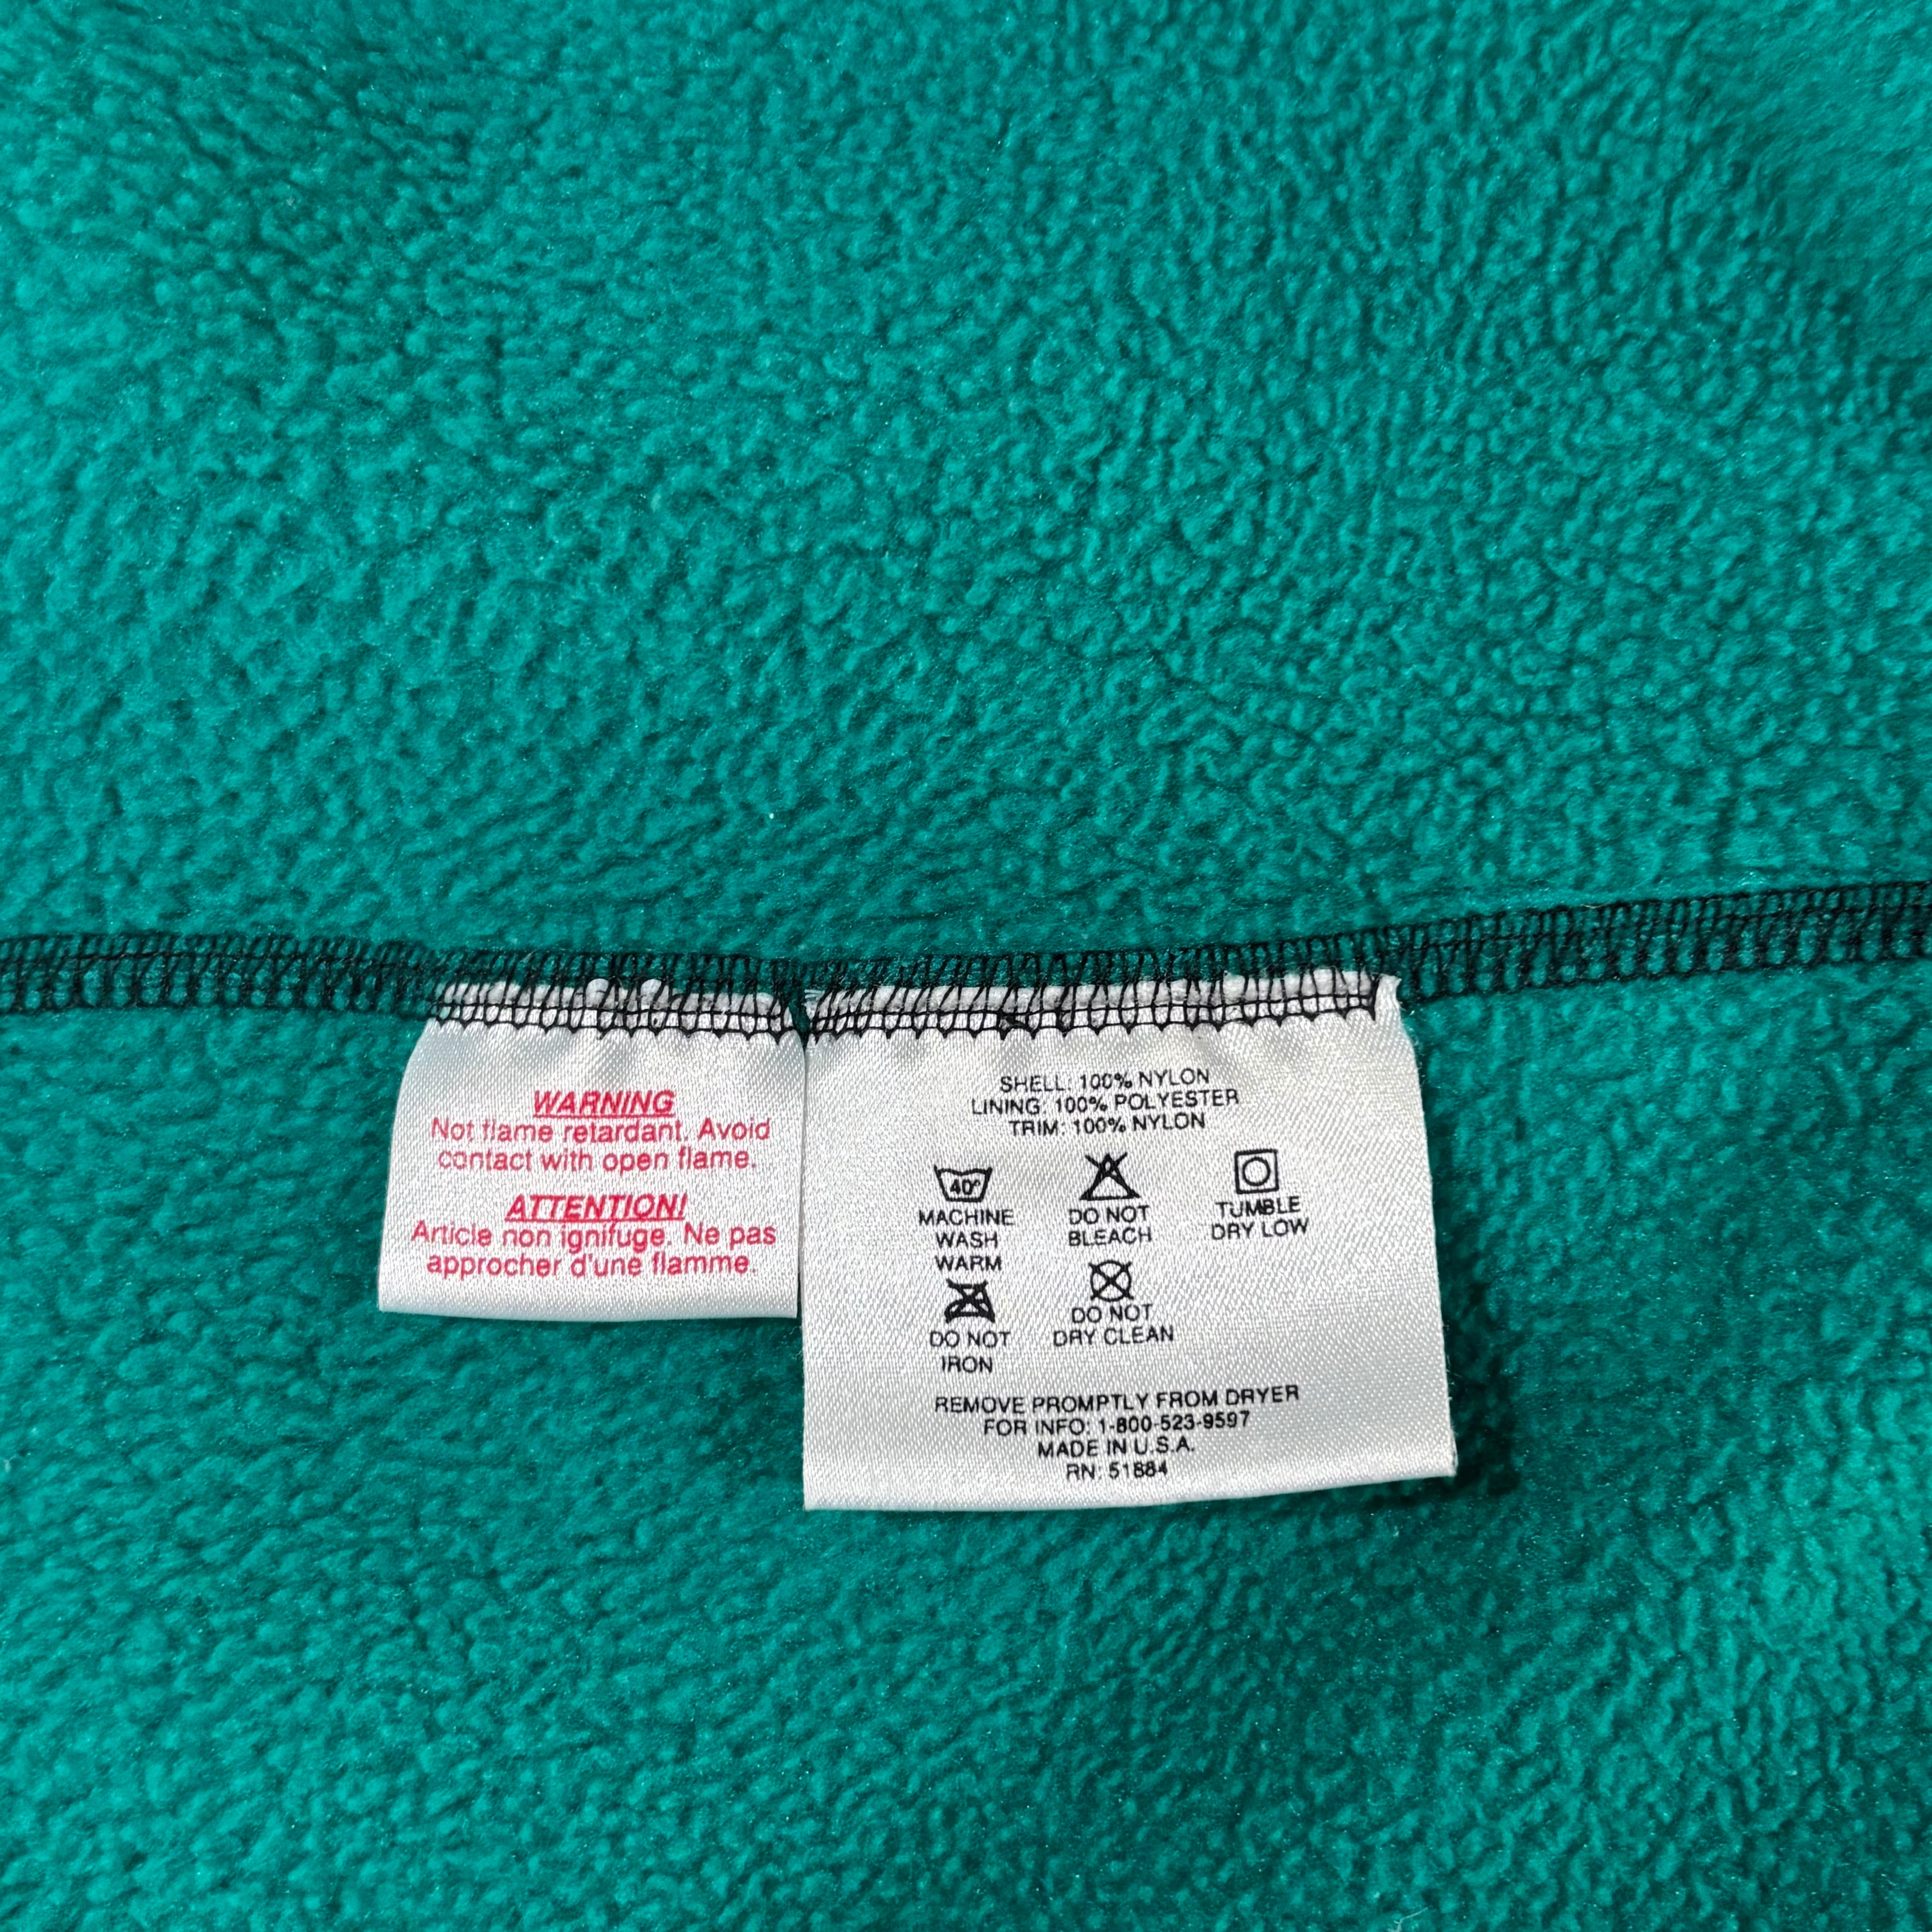 WARNING
Not flame retardant. Avoid
contact with open flame.
ATTENTION!
Article non ignifuge. Ne pas
approcher d'une flamme.
SHELL: 100% NYLON
LINING: 100% POLYESTER
TRIM: 100% NYLON
40°
MACHINE
WASH
WARM
DO NOT
BLEACH
TUMBLE
DRY LOW
DO NOT
IRON
DO NOT
DRY CLEAN
REMOVE PROMPTLY FROM DRYER
FOR INFO: 1-800-523-9597
MADE IN U.S.A.
RN: 51884